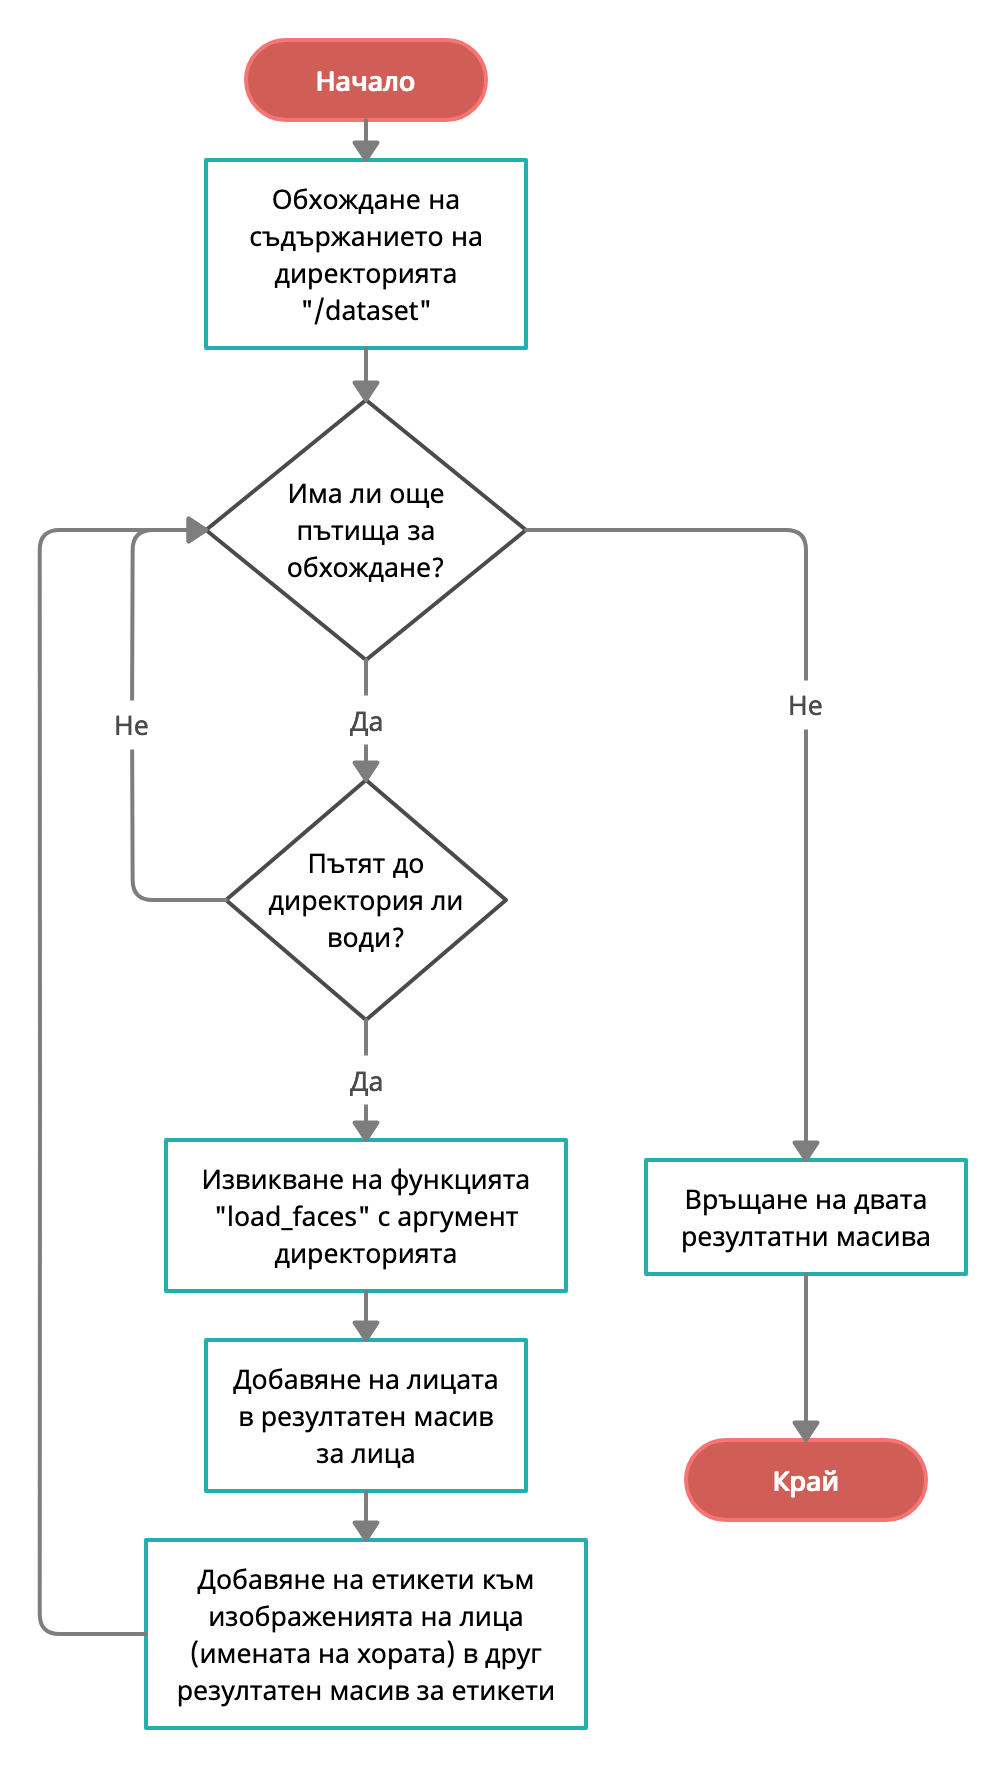 Начало
Обхождане на
съдържанието на
директорията
"/dataset"
Има ли още
пътища за
обхождане?
Не
Да
Не
Пътят до
директория ли
води?
Да
Извикване на функцията
"load_faces" с аргумент
директорията
Връщане на двата
резултатни масива
Добавяне на лицата
в резултатен масив
за лица
Край
Добавяне на етикети към
изображенията на лица
(имената на хората) в друг
резултатен масив за етикети